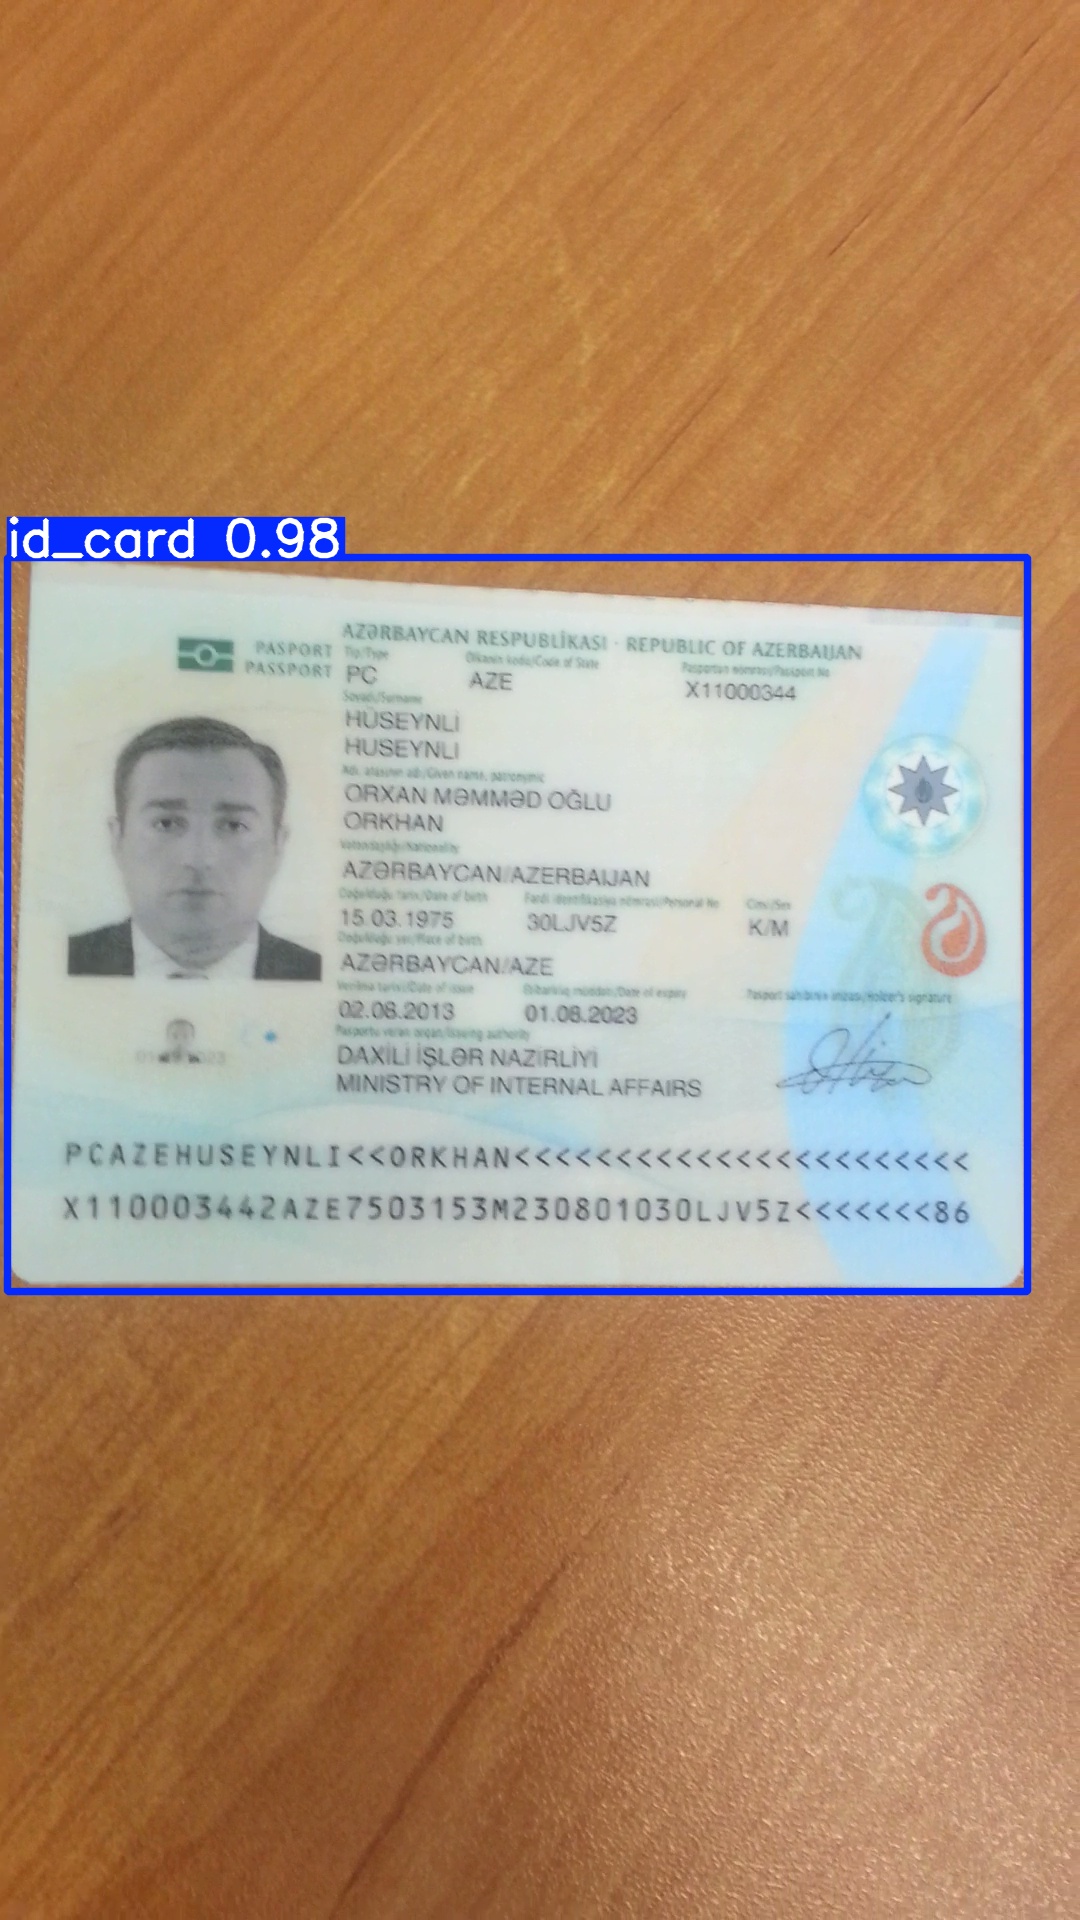 id_card 0.98
AZƏRBAYCAN RESPUBLİKASI · REPUBLIC OF AZERBAIJAN
PASPORT
PASSPORT
Tip/Type
Ölkənin kodu/Code of State
Pasportun nömrəsi/Passport No
PC
AZE
X11000344
Soyadı/Surname
HÜSEYNLİ
HUSEYNLI
Adı, atasının adı/Given name, patronymic
ORXAN MƏMMƏD OĞLU
ORKHAN
Vətəndaşlığı/Nationality
AZƏRBAYCAN/AZERBAIJAN
Doğulduğu tarix/Date of birth
Fərdi identifikasiya nömrəsi/Personal No
Cinsi/Sex
15.03.1975
30LJV5Z
K/M
Doğulduğu yer/Place of birth
AZƏRBAYCAN/AZE
Verilmə tarixi/Date of issue
Etibarlılıq müddəti/Date of expiry
Pasport sahibinin imzası/Holder's signature
02.08.2013
01.08.2023
Pasportu verən orqan/Issuing authority
DAXİLİ İŞLƏR NAZİRLİYİ
MINISTRY OF INTERNAL AFFAIRS
PCAZEHUSEYNLI<<ORKHAN<<<<<<<<<<<<<<<<<<<<<<<<<<<
X110003442AZE7503153M230801030LJV5Z<<<<<<<86